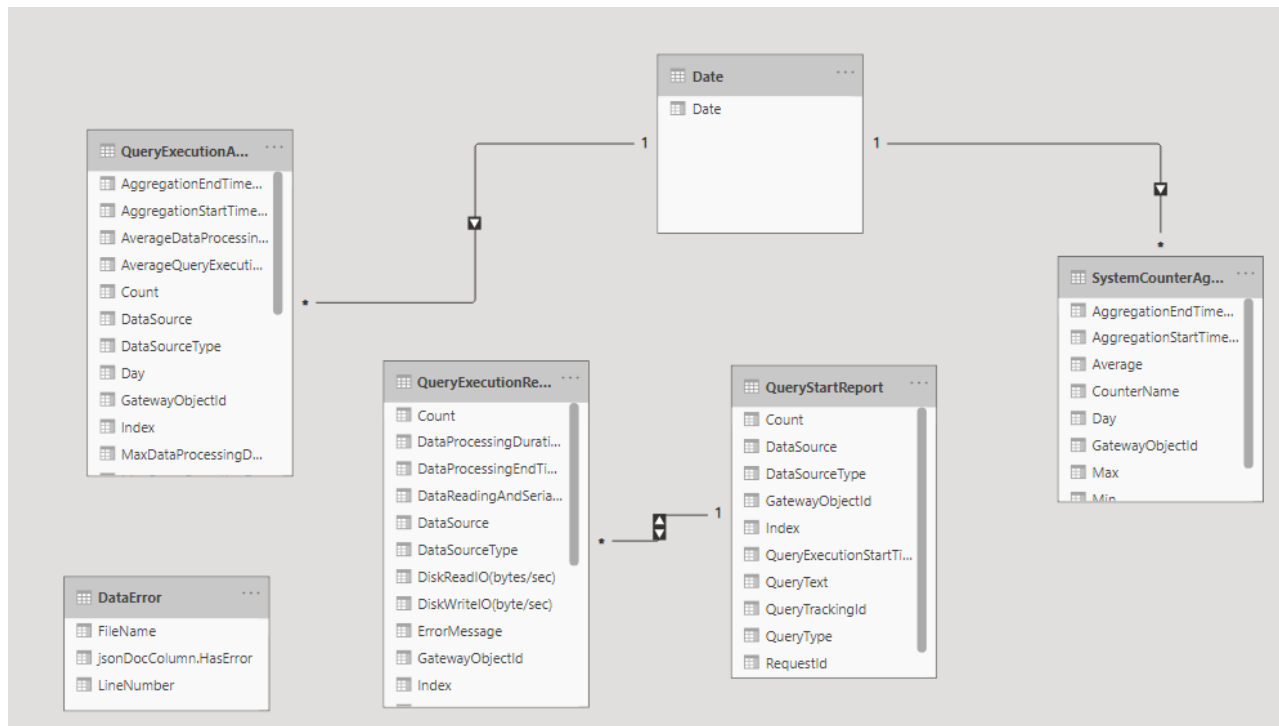 Date
Date
QueryExecutionA...
AggregationEndTime...
AggregationStartTime...
AverageDataProcessin...
AverageQueryExecuti...
Count
DataSource
DataSourceType
Day
GatewayObjectId
Index
MaxDataProcessingD...
1
*
1
*
SystemCounterAg...
AggregationEndTime...
AggregationStartTime...
Average
CounterName
Day
GatewayObjectId
Max
Min
QueryExecutionRe...
Count
DataProcessingDurati...
DataProcessingEndTi...
DataReadingAndSeria...
DataSource
DataSourceType
DiskReadIO(bytes/sec)
DiskWriteIO(byte/sec)
ErrorMessage
GatewayObjectId
Index
*
1
QueryStartReport
Count
DataSource
DataSourceType
GatewayObjectId
Index
QueryExecutionStartTi...
QueryText
QueryTrackingId
QueryType
RequestId
DataError
FileName
jsonDocColumn.HasError
LineNumber